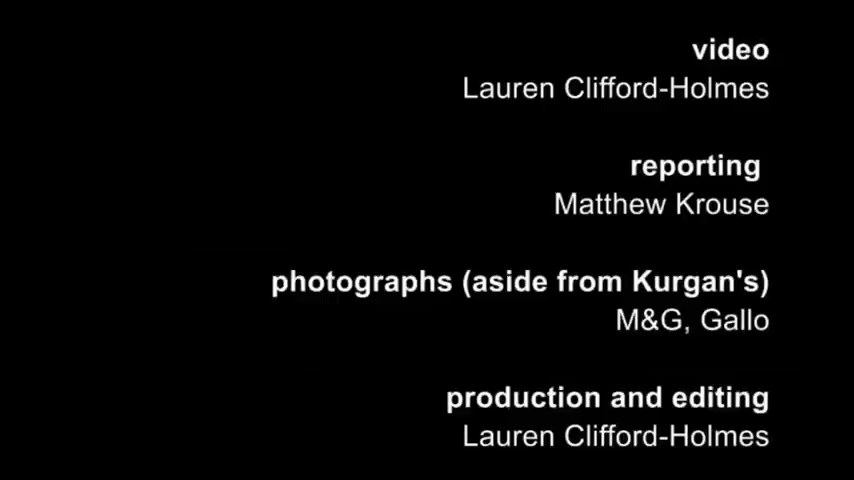 video
Lauren Clifford-Holmes
reporting
Matthew Krouse
photographs (aside from Kurgan's)
M&G, Gallo
production and editing
Lauren Clifford-Holmes